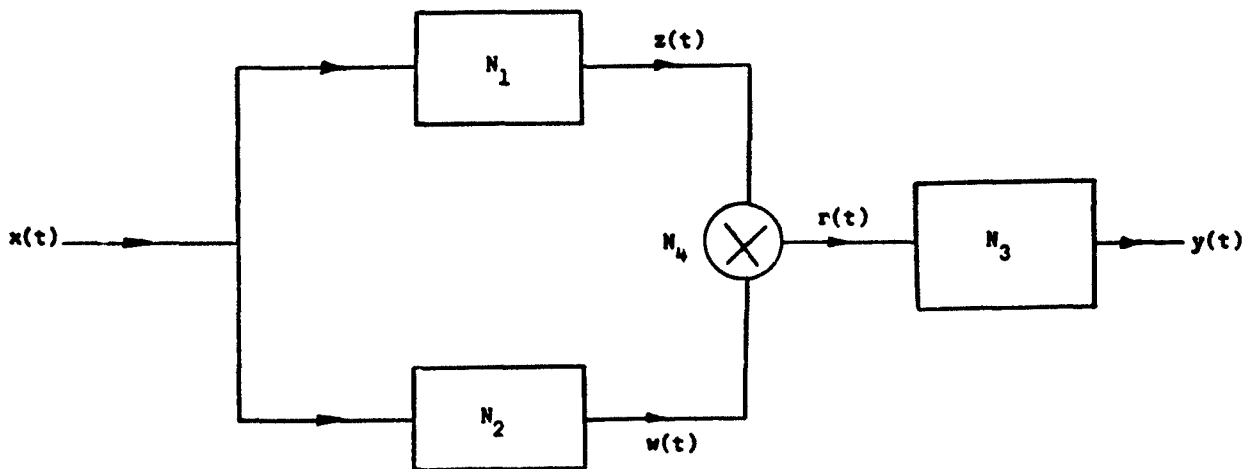 N₁
z(t)
x(t)
N₄
r(t)
N₃
y(t)
N₂
w(t)